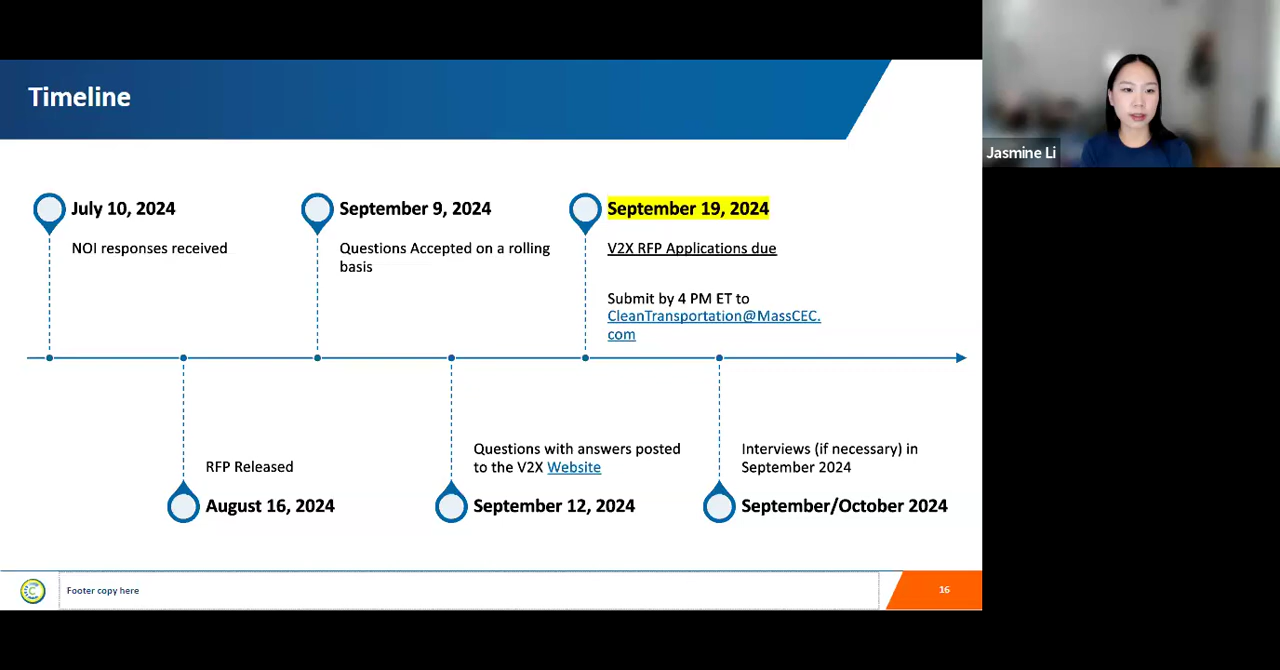 Timeline
July 10, 2024
NOI responses received
September 9, 2024
Questions Accepted on a rolling
basis
September 19, 2024
V2X RFP Applications due
Submit by 4 PM ET to
CleanTransportation@MassCEC.
com
RFP Released
August 16, 2024
Questions with answers posted
to the V2X Website
September 12, 2024
Interviews (if necessary) in
September 2024
September/October 2024
Footer copy here
16
Jasmine Li